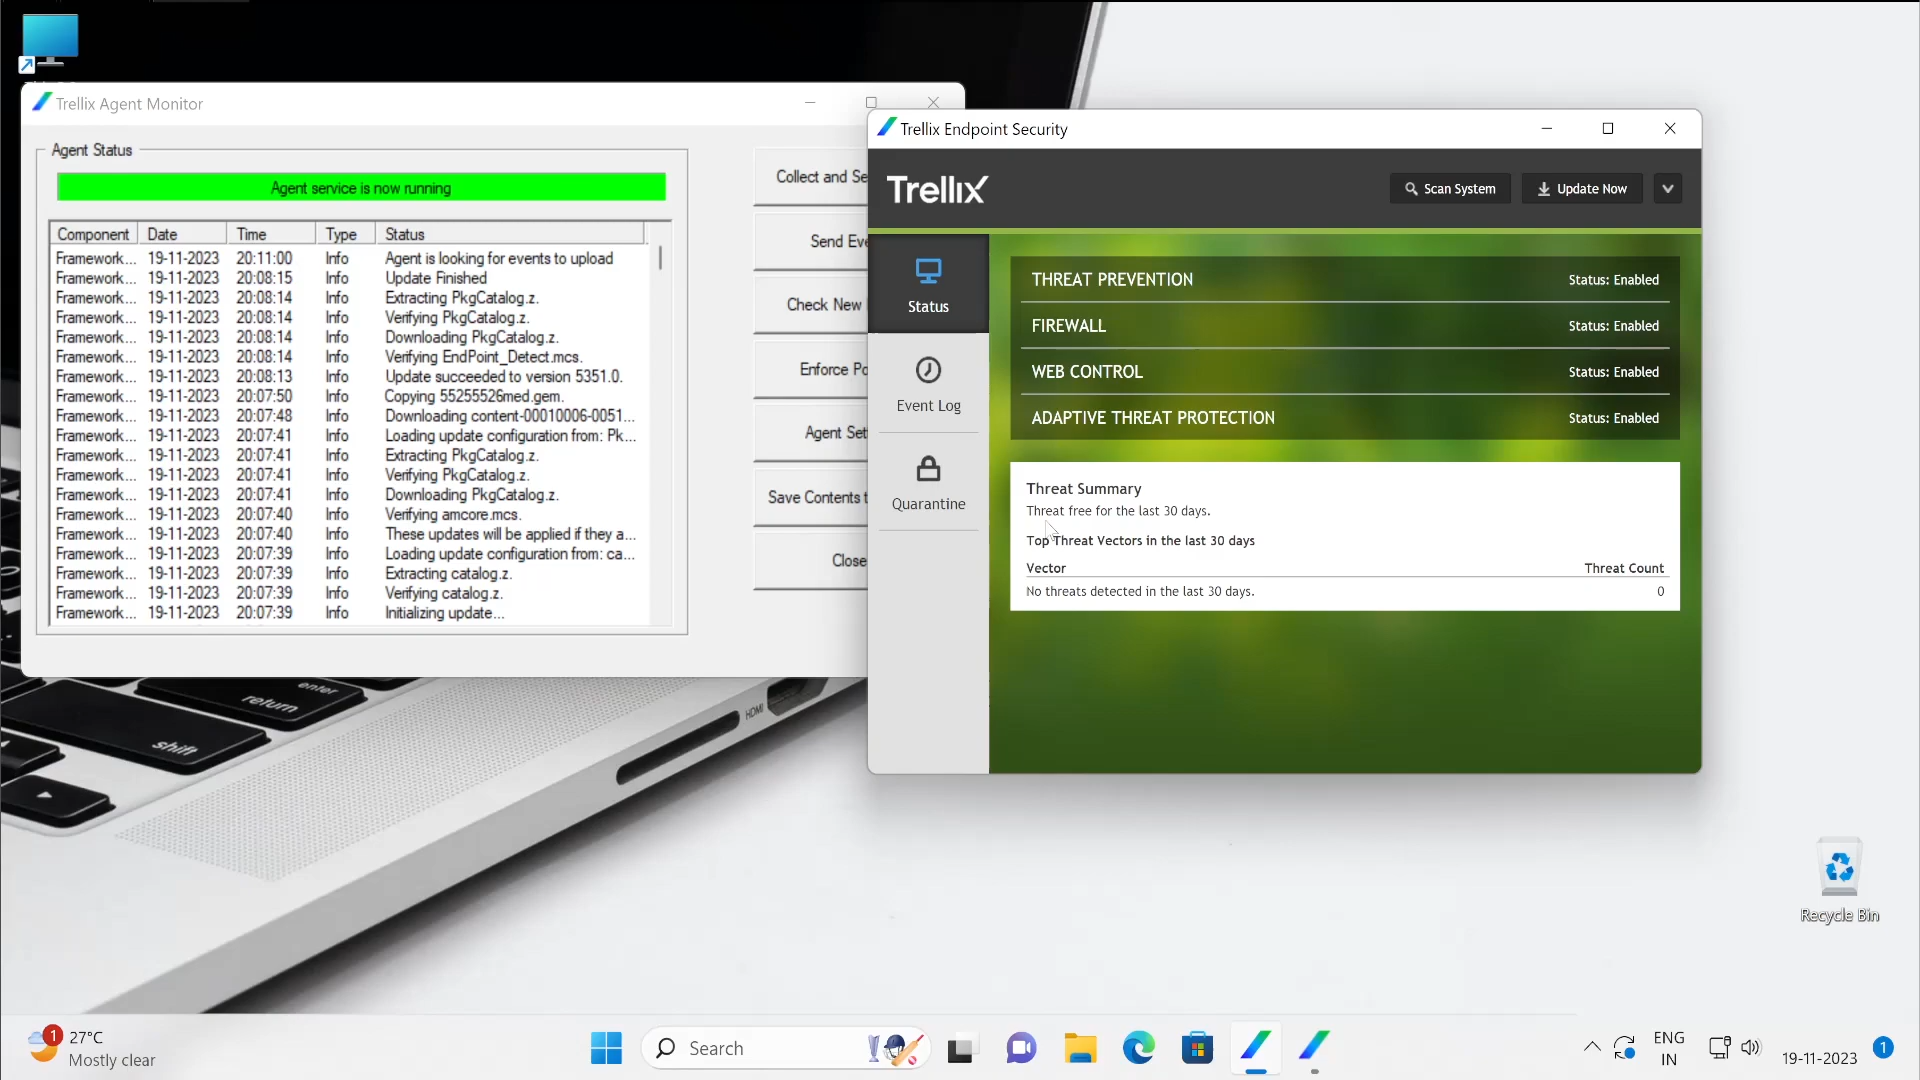 Trellix Agent Monitor
Agent Status
Agent service is now running
Component Date Time Type Status
Framework... 19-11-2023 20:11:00 Info Agent is looking for events to upload
Framework... 19-11-2023 20:08:15 Info Update Finished
Framework... 19-11-2023 20:08:14 Info Extracting PkgCatalog.z.
Framework... 19-11-2023 20:08:14 Info Verifying PkgCatalog.z.
Framework... 19-11-2023 20:08:14 Info Downloading PkgCatalog.z.
Framework... 19-11-2023 20:08:14 Info Verifying EndPoint_Detect.mcs.
Framework... 19-11-2023 20:08:13 Info Update succeeded to version 5351.0.
Framework... 19-11-2023 20:07:50 Info Copying 55255526med.gem.
Framework... 19-11-2023 20:07:48 Info Downloading content-00010006-0051...
Framework... 19-11-2023 20:07:41 Info Loading update configuration from: Pk...
Framework... 19-11-2023 20:07:41 Info Extracting PkgCatalog.z.
Framework... 19-11-2023 20:07:41 Info Verifying PkgCatalog.z.
Framework... 19-11-2023 20:07:41 Info Downloading PkgCatalog.z.
Framework... 19-11-2023 20:07:40 Info Verifying amcore.mcs.
Framework... 19-11-2023 20:07:40 Info These updates will be applied if they a...
Framework... 19-11-2023 20:07:39 Info Loading update configuration from: ca...
Framework... 19-11-2023 20:07:39 Info Extracting catalog.z.
Framework... 19-11-2023 20:07:39 Info Verifying catalog.z.
Framework... 19-11-2023 20:07:39 Info Initializing update...
Collect and Se
Send Eve
Check New
Enforce Po
Agent Set
Save Contents t
Close
Trellix Endpoint Security
Trellix
Scan System
Update Now
Status
Event Log
Quarantine
THREAT PREVENTION Status: Enabled
FIREWALL Status: Enabled
WEB CONTROL Status: Enabled
ADAPTIVE THREAT PROTECTION Status: Enabled
Threat Summary
Threat free for the last 30 days.
Top Threat Vectors in the last 30 days
Vector Threat Count
No threats detected in the last 30 days. 0
enter
return
shift
HDMI
Recycle Bin
1
27°C
Mostly clear
Search
ENG
IN
19-11-2023
1